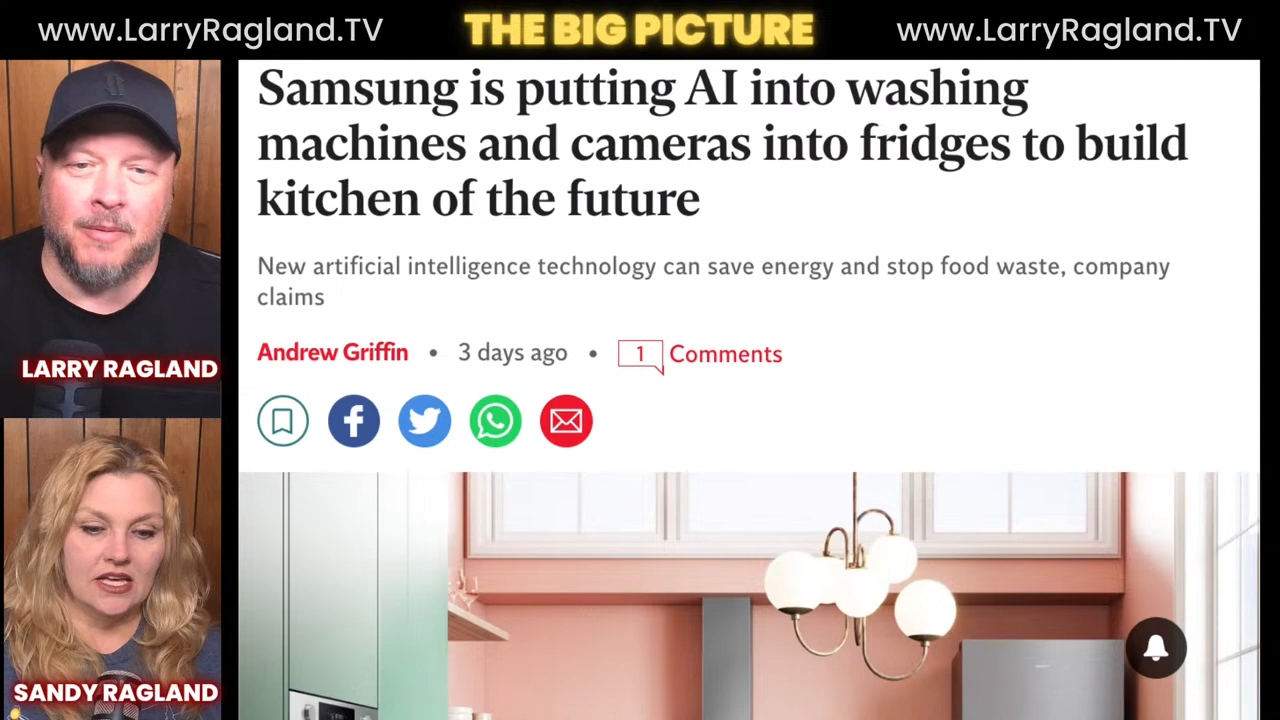 www.LarryRagland.TV
THE BIG PICTURE
www.LarryRagland.TV
Samsung is putting AI into washing
machines and cameras into fridges to build
kitchen of the future
New artificial intelligence technology can save energy and stop food waste, company
claims
Andrew Griffin • 3 days ago • 1 Comments
LARRY RAGLAND
SANDY RAGLAND